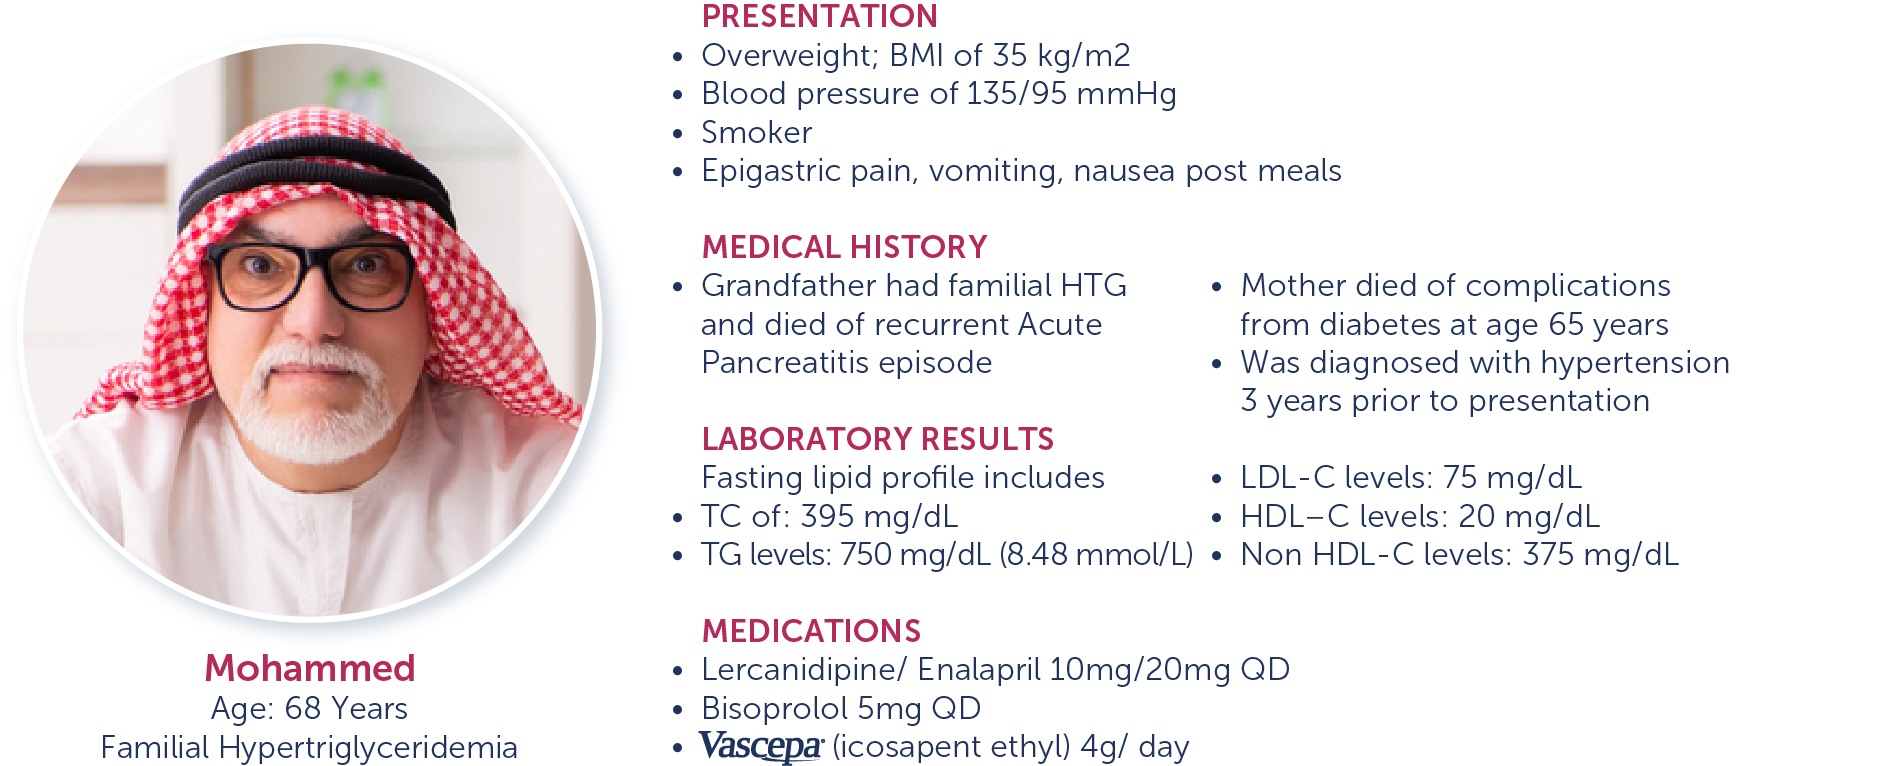 PRESENTATION
• Overweight; BMI of 35 kg/m2
• Blood pressure of 135/95 mmHg
• Smoker
• Epigastric pain, vomiting, nausea post meals
MEDICAL HISTORY
• Grandfather had familial HTG
and died of recurrent Acute
Pancreatitis episode
• Mother died of complications
from diabetes at age 65 years
• Was diagnosed with hypertension
3 years prior to presentation
LABORATORY RESULTS
Fasting lipid profile includes
• TC of: 395 mg/dL
• TG levels: 750 mg/dL (8.48 mmol/L)
• LDL-C levels: 75 mg/dL
• HDL–C levels: 20 mg/dL
• Non HDL-C levels: 375 mg/dL
MEDICATIONS
• Lercanidipine/ Enalapril 10mg/20mg QD
• Bisoprolol 5mg QD
• Vascepa (icosapent ethyl) 4g/ day
Mohammed
Age: 68 Years
Familial Hypertriglyceridemia